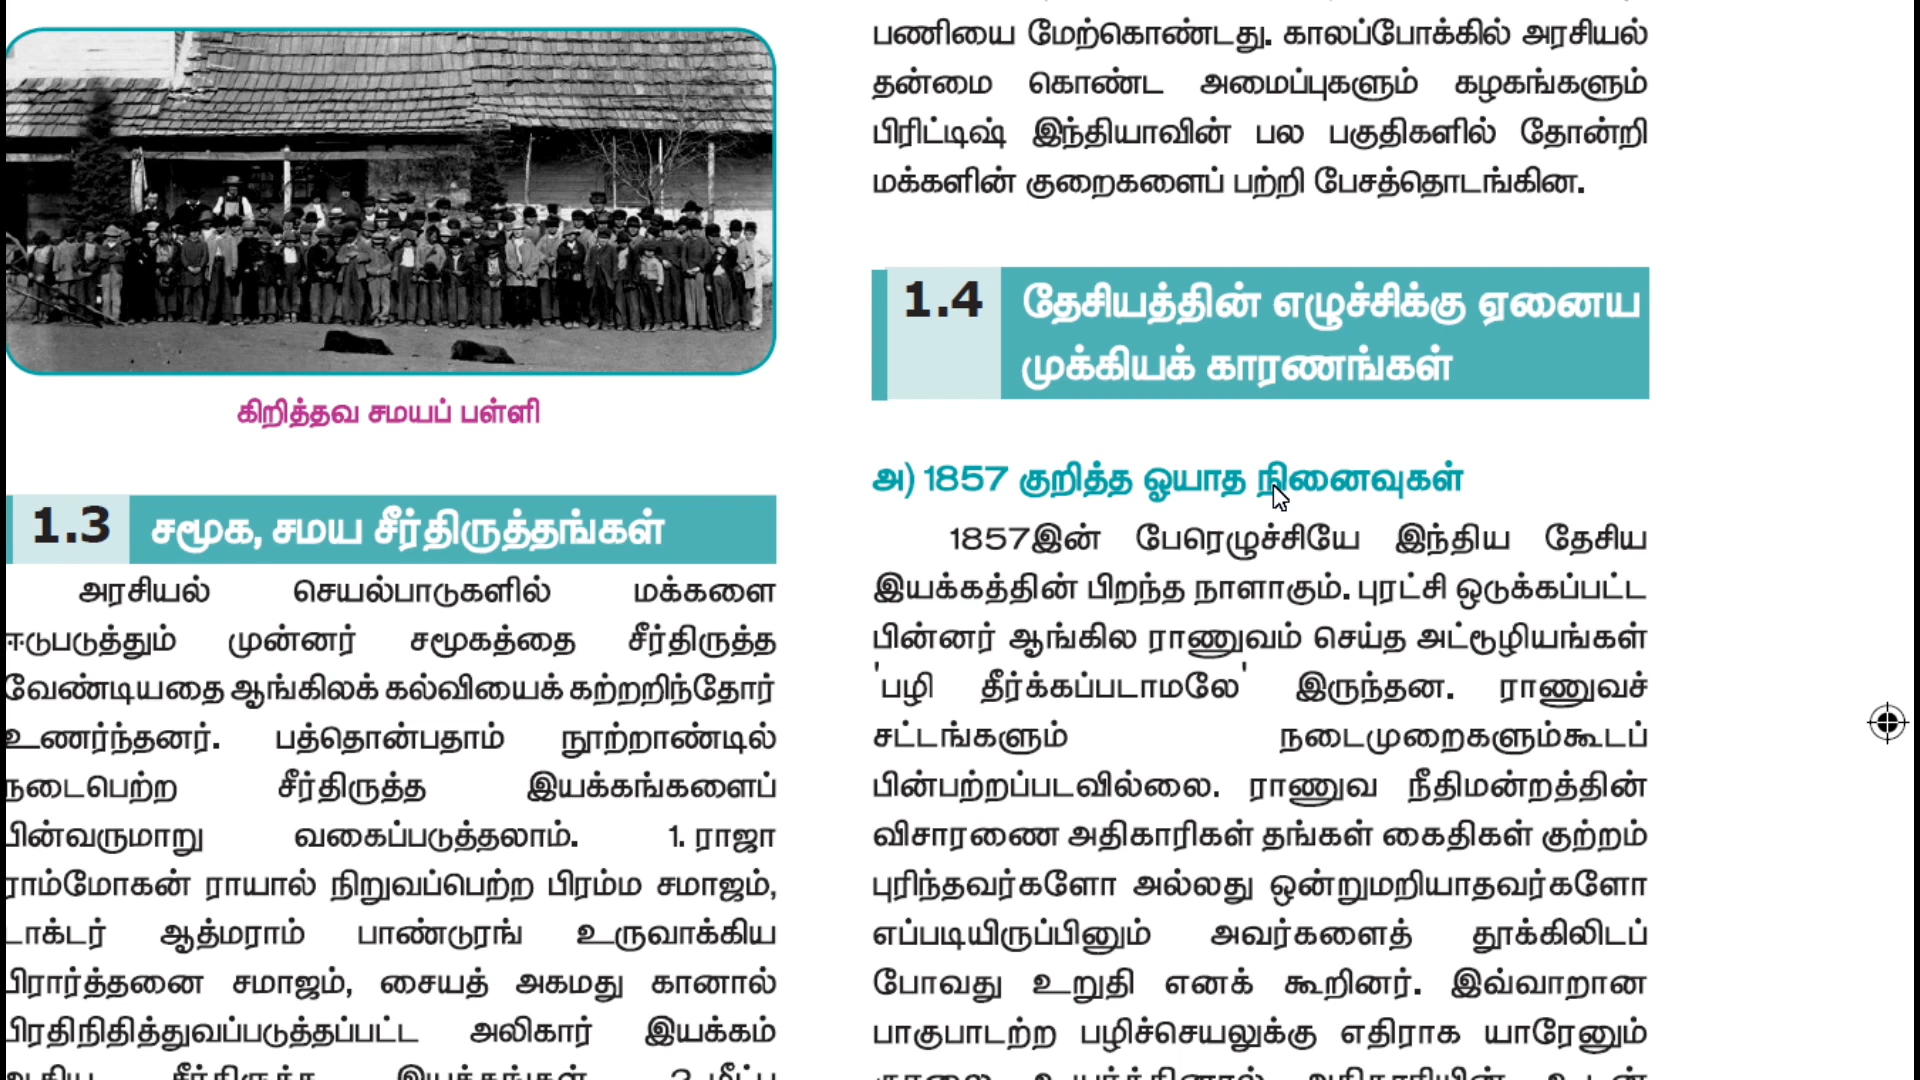 கிறித்தவ சமயப் பள்ளி
1.3 சமூக, சமய சீர்திருத்தங்கள்
அரசியல் செயல்பாடுகளில் மக்களை
ஈடுபடுத்தும் முன்னர் சமூகத்தை சீர்திருத்த
வேண்டியதை ஆங்கிலக் கல்வியைக் கற்றறிந்தோர்
உணர்ந்தனர். பத்தொன்பதாம் நூற்றாண்டில்
நடைபெற்ற சீர்திருத்த இயக்கங்களைப்
பின்வருமாறு வகைப்படுத்தலாம். 1. ராஜா
ராம்மோகன் ராயால் நிறுவப்பெற்ற பிரம்ம சமாஜம்,
டாக்டர் ஆத்மராம் பாண்டுரங் உருவாக்கிய
பிரார்த்தனை சமாஜம், சையத் அகமது கானால்
பிரதிநிதித்துவப்படுத்தப்பட்ட அலிகார் இயக்கம்
பணியை மேற்கொண்டது. காலப்போக்கில் அரசியல்
தன்மை கொண்ட அமைப்புகளும் கழகங்களும்
பிரிட்டிஷ் இந்தியாவின் பல பகுதிகளில் தோன்றி
மக்களின் குறைகளைப் பற்றி பேசத்தொடங்கின.
1.4 தேசியத்தின் எழுச்சிக்கு ஏனைய
முக்கியக் காரணங்கள்
அ) 1857 குறித்த ஓயாத நினைவுகள்
1857இன் பேரெழுச்சியே இந்திய தேசிய
இயக்கத்தின் பிறந்த நாளாகும். புரட்சி ஒடுக்கப்பட்ட
பின்னர் ஆங்கில ராணுவம் செய்த அட்டூழியங்கள்
'பழி தீர்க்கப்படாமலே' இருந்தன. ராணுவச்
சட்டங்களும் நடைமுறைகளும்கூடப்
பின்பற்றப்படவில்லை. ராணுவ நீதிமன்றத்தின்
விசாரணை அதிகாரிகள் தங்கள் கைதிகள் குற்றம்
புரிந்தவர்களோ அல்லது ஒன்றுமறியாதவர்களோ
எப்படியிருப்பினும் அவர்களைத் தூக்கிலிடப்
போவது உறுதி எனக் கூறினர். இவ்வாறான
பாகுபாடற்ற பழிச்செயலுக்கு எதிராக யாரேனும்